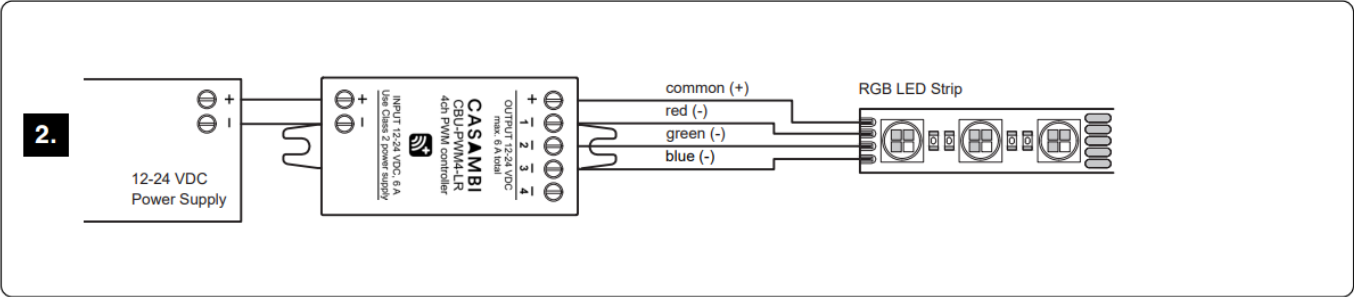 2.
12-24 VDC
Power Supply
+
−
+
−
INPUT 12-24 VDC, 6 A
Use Class 2 power supply
CASAMBI
CBU-PWM4-LR
4ch PWM controller
OUTPUT 12-24 VDC
max. 6 A total
+
1 −
2 −
3 −
4 −
common (+)
red (-)
green (-)
blue (-)
RGB LED Strip